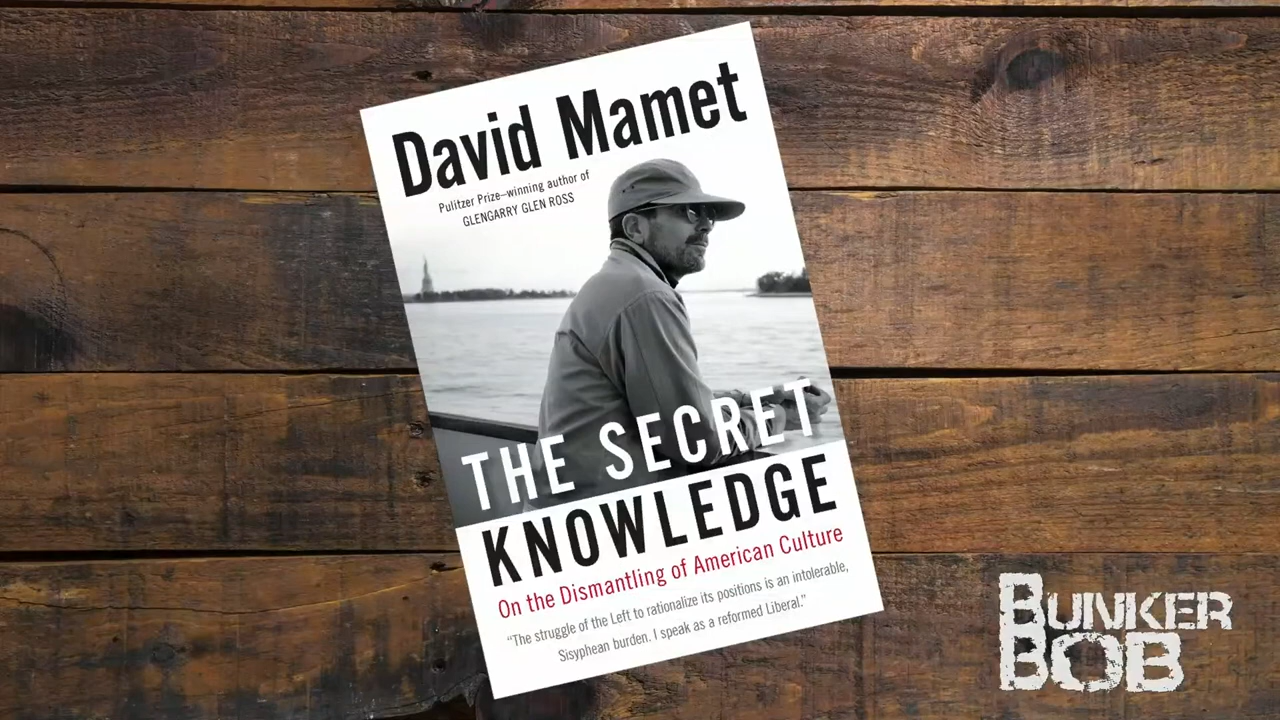 David Mamet
Pulitzer Prize–winning author of
GLENGARRY GLEN ROSS
THE SECRET
KNOWLEDGE
On the Dismantling of American Culture
“The struggle of the Left to rationalize its positions is an intolerable,
Sisyphean burden. I speak as a reformed Liberal.”
BUNKER
BOB